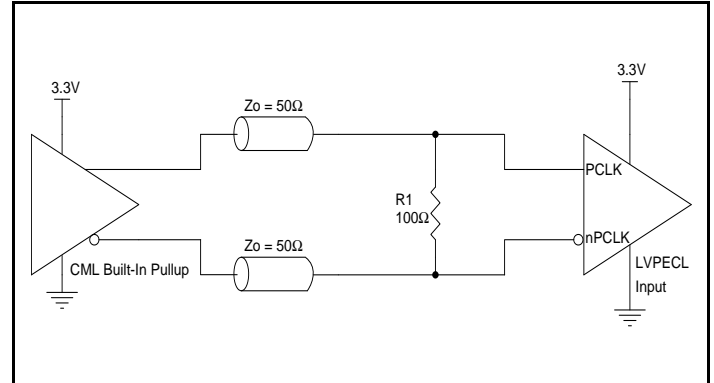 3.3V
3.3V
Zo = 50Ω
PCLK
R1
100Ω
nPCLK
Zo = 50Ω
CML Built-In Pullup
LVPECL
Input